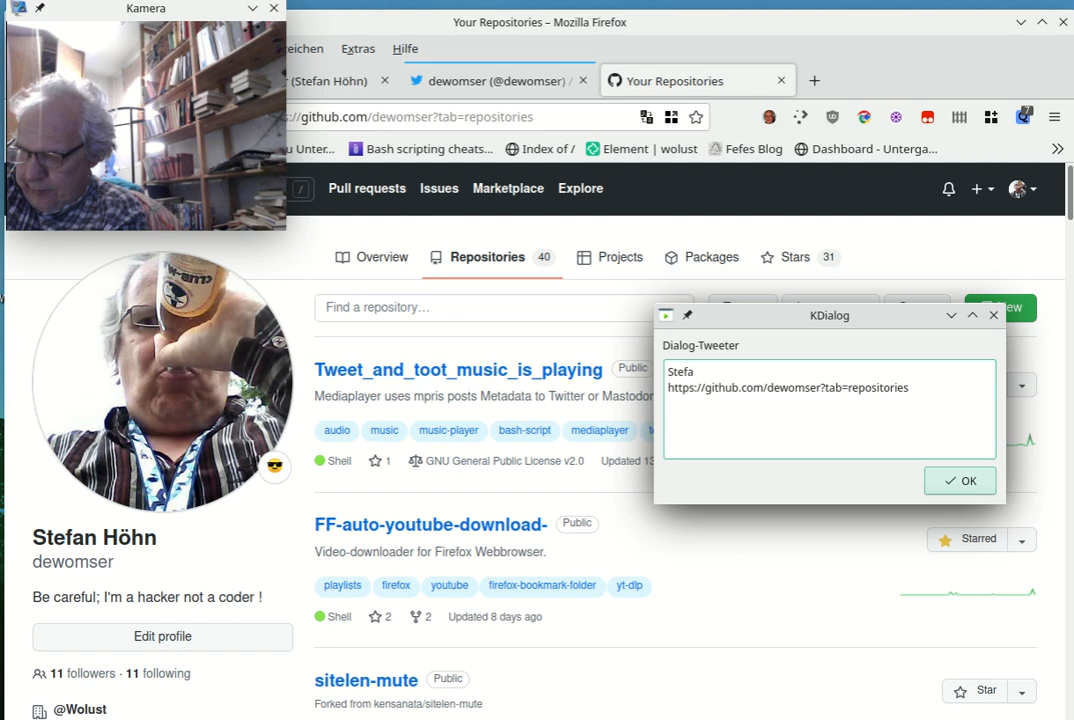 Kamera
Your Repositories – Mozilla Firefox
eichen Extras Hilfe
(Stefan Höhn)
dewomser (@dewomser) /
Your Repositories
://github.com/dewomser?tab=repositories
u Unter...
Bash scripting cheats...
Index of /
Element | wolust
Fefes Blog
Dashboard - Unterga...
7
/
Pull requests Issues Marketplace Explore
Overview Repositories 40 Projects Packages Stars 31
Find a repository…
KDialog
Dialog-Tweeter
Stefa
https://github.com/dewomser?tab=repositories
OK
Tweet_and_toot_music_is_playing Public
Mediaplayer uses mpris posts Metadata to Twitter or Mastodon
audio music music-player bash-script mediaplayer
Shell 1 GNU General Public License v2.0 Updated 13
FF-auto-youtube-download- Public
Starred
Video-downloader for Firefox Webbrowser.
playlists firefox youtube firefox-bookmark-folder yt-dlp
Shell 2 2 Updated 8 days ago
sitelen-mute Public
Star
Forked from kensanata/sitelen-mute
Stefan Höhn
dewomser
Be careful; I'm a hacker not a coder !
Edit profile
11 followers · 11 following
@Wolust